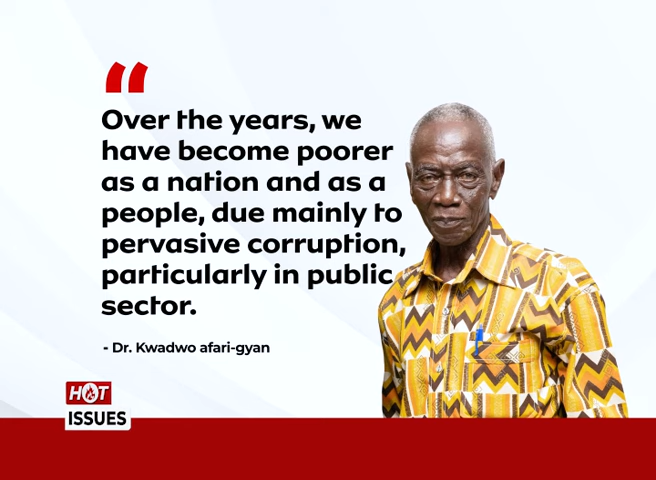 “
Over the years, we
have become poorer
as a nation and as a
people, due mainly to
pervasive corruption,
particularly in public
sector.
- Dr. Kwadwo afari-gyan
HOT
ISSUES